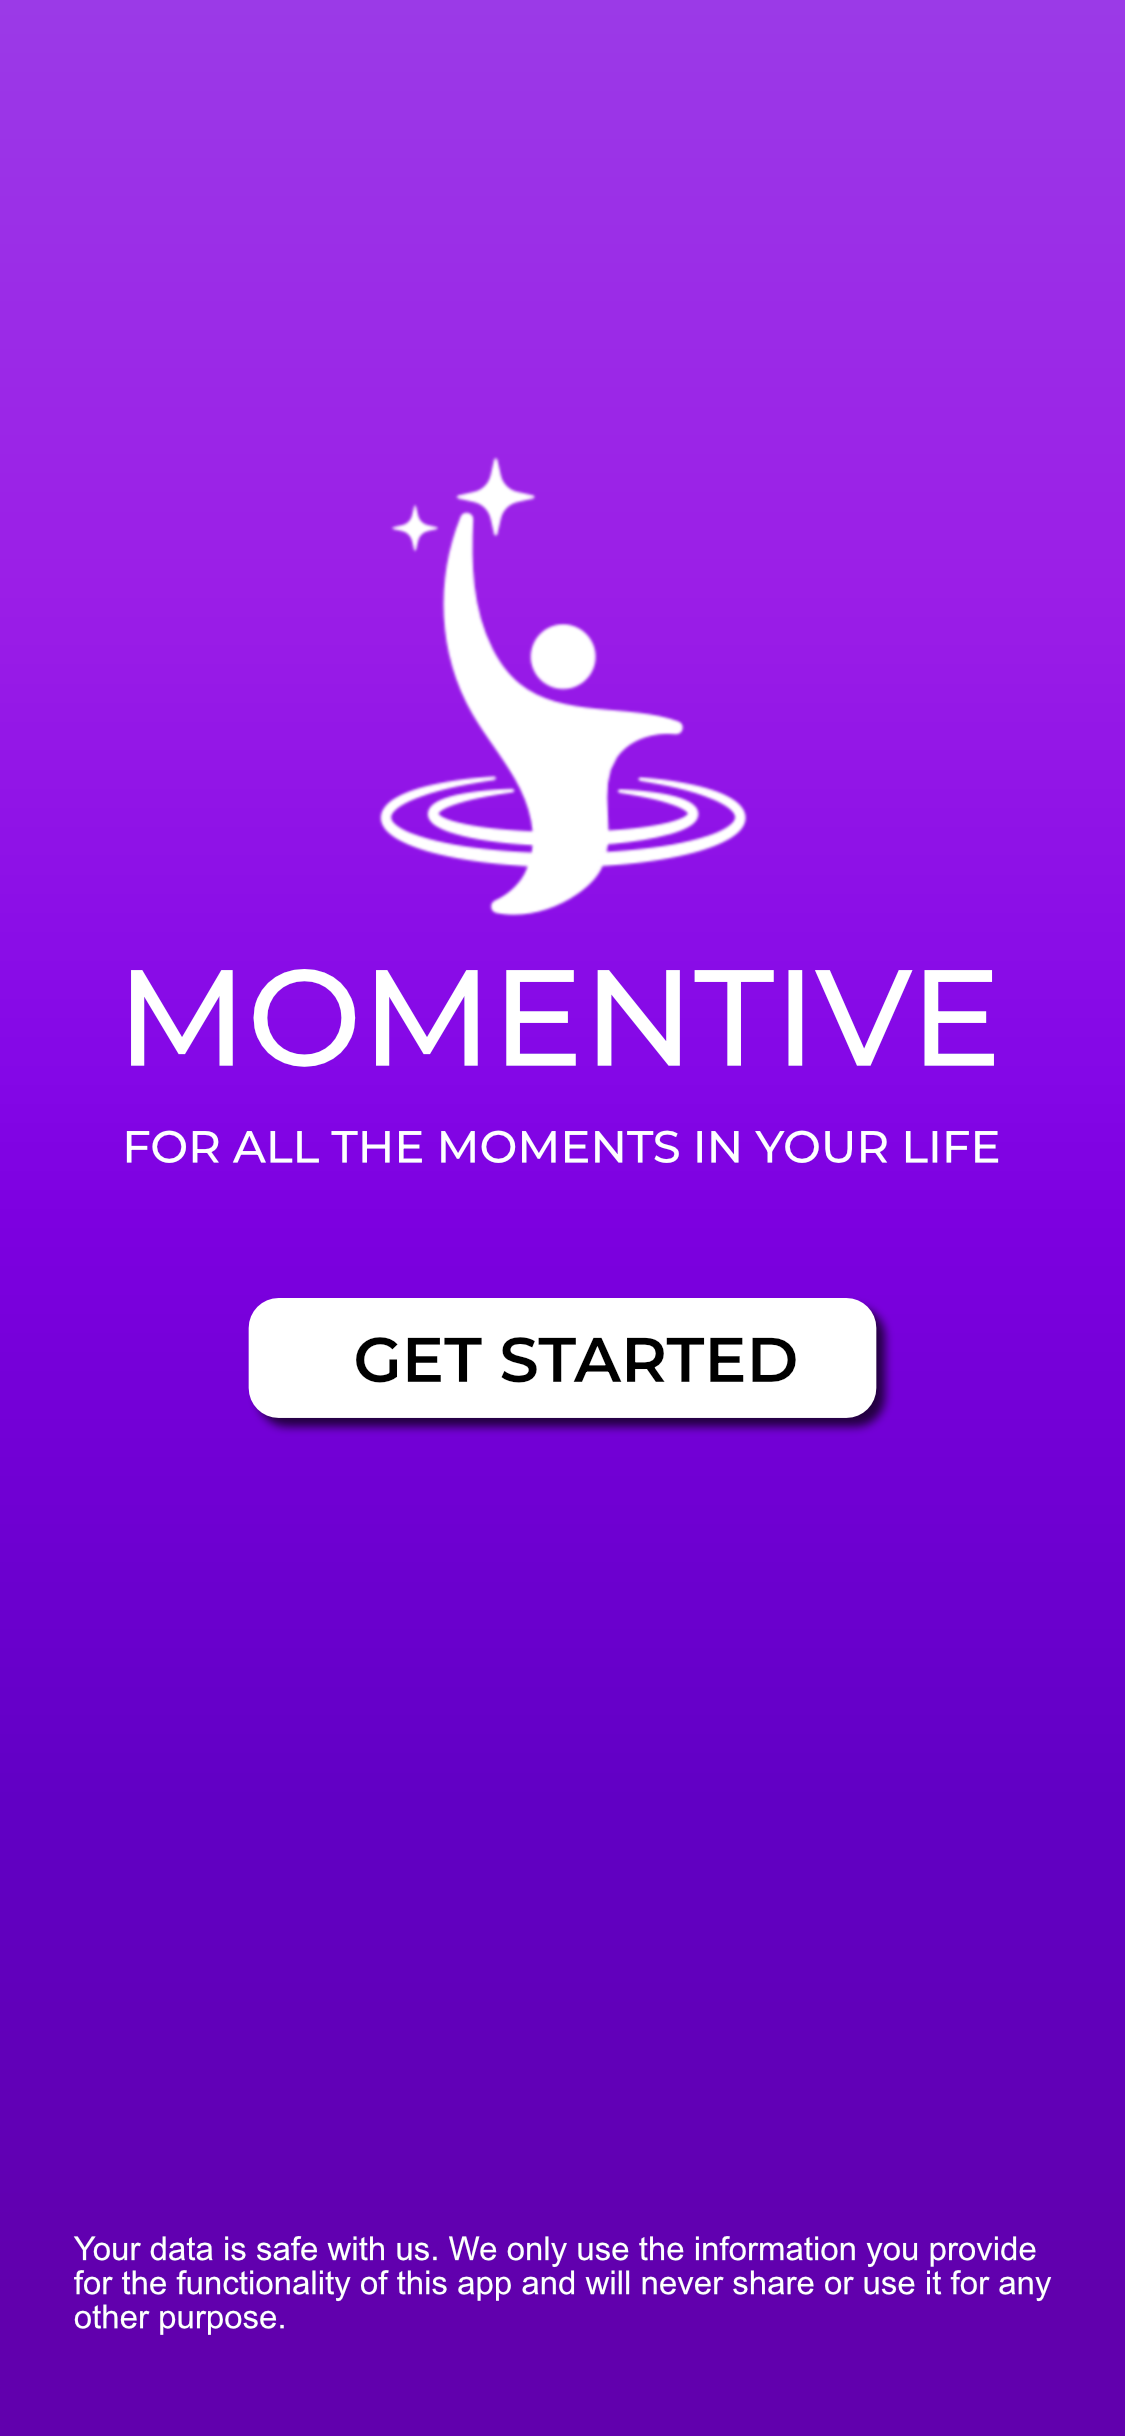 MOMENTIVE
FOR ALL THE MOMENTS IN YOUR LIFE
GET STARTED
Your data is safe with us. We only use the information you provide
for the functionality of this app and will never share or use it for any
other purpose.